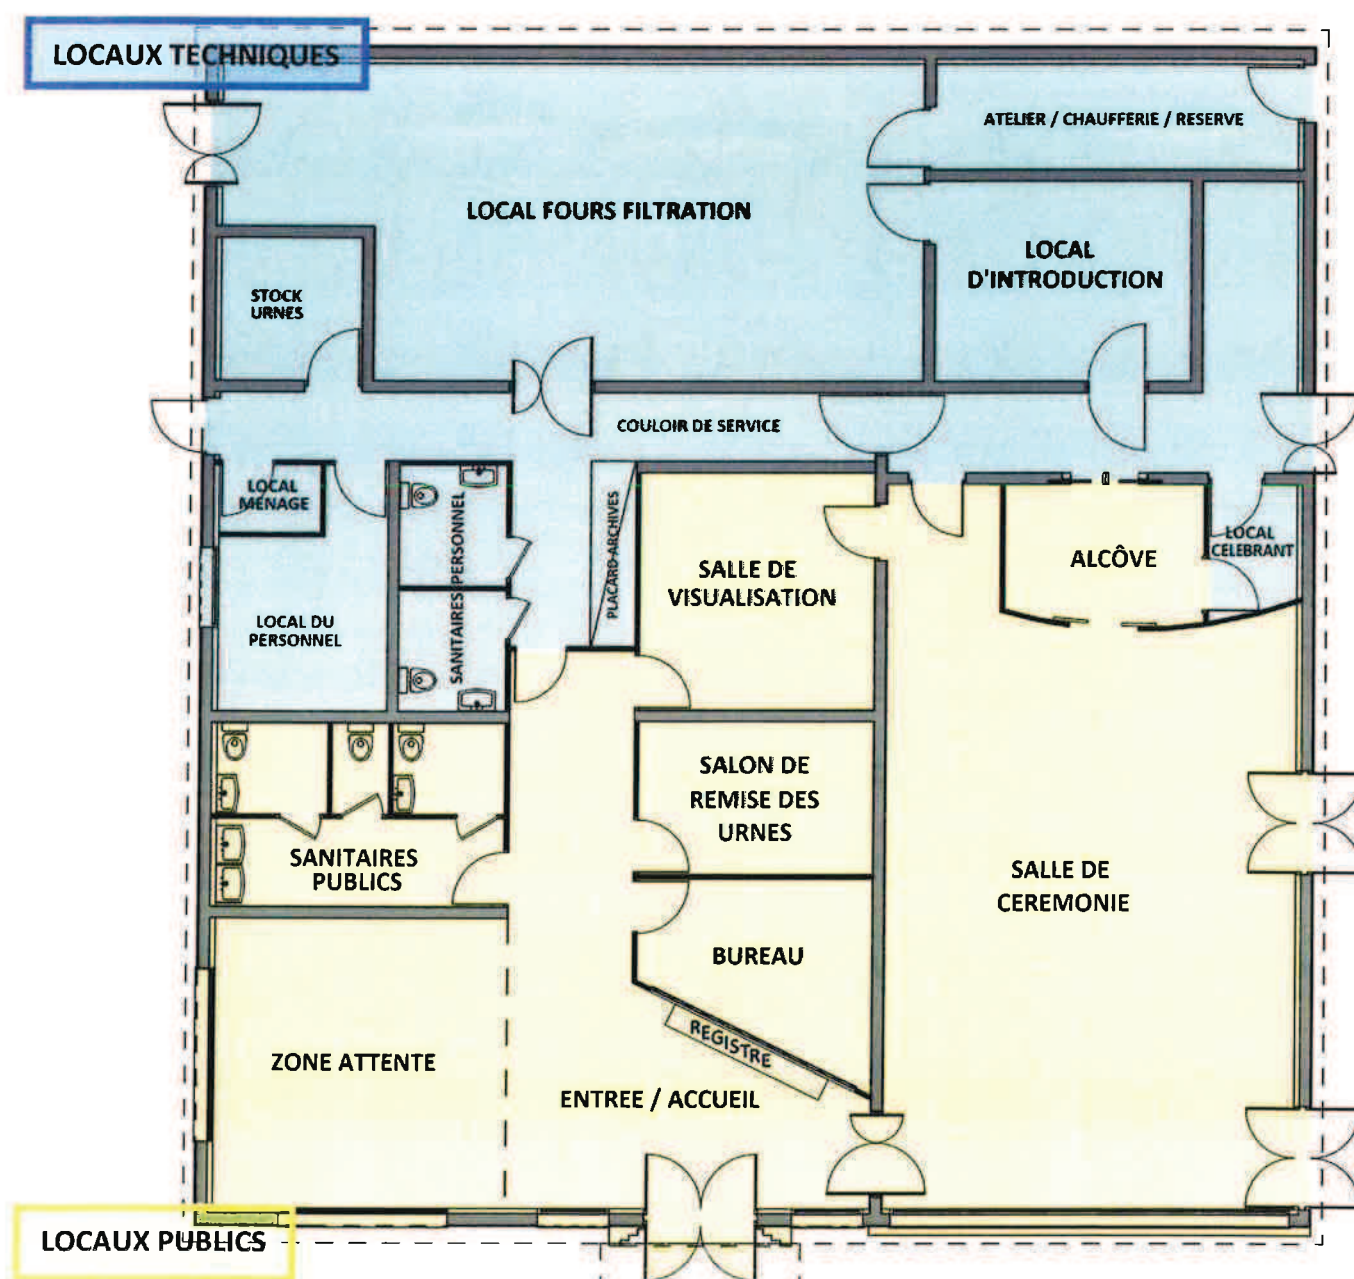 LOCAUX TECHNIQUES
ATELIER / CHAUFFERIE / RESERVE
LOCAL FOURS FILTRATION
LOCAL
D'INTRODUCTION
STOCK
URNES
COULOIR DE SERVICE
LOCAL
MENAGE
SANITAIRES PERSONNEL
PLACARD ARCHIVES
SALLE DE
VISUALISATION
ALCÔVE
LOCAL
CELEBRANT
LOCAL DU
PERSONNEL
SALON DE
REMISE DES
URNES
SANITAIRES
PUBLICS
SALLE DE
CEREMONIE
BUREAU
REGISTRE
ZONE ATTENTE
ENTREE / ACCUEIL
LOCAUX PUBLICS